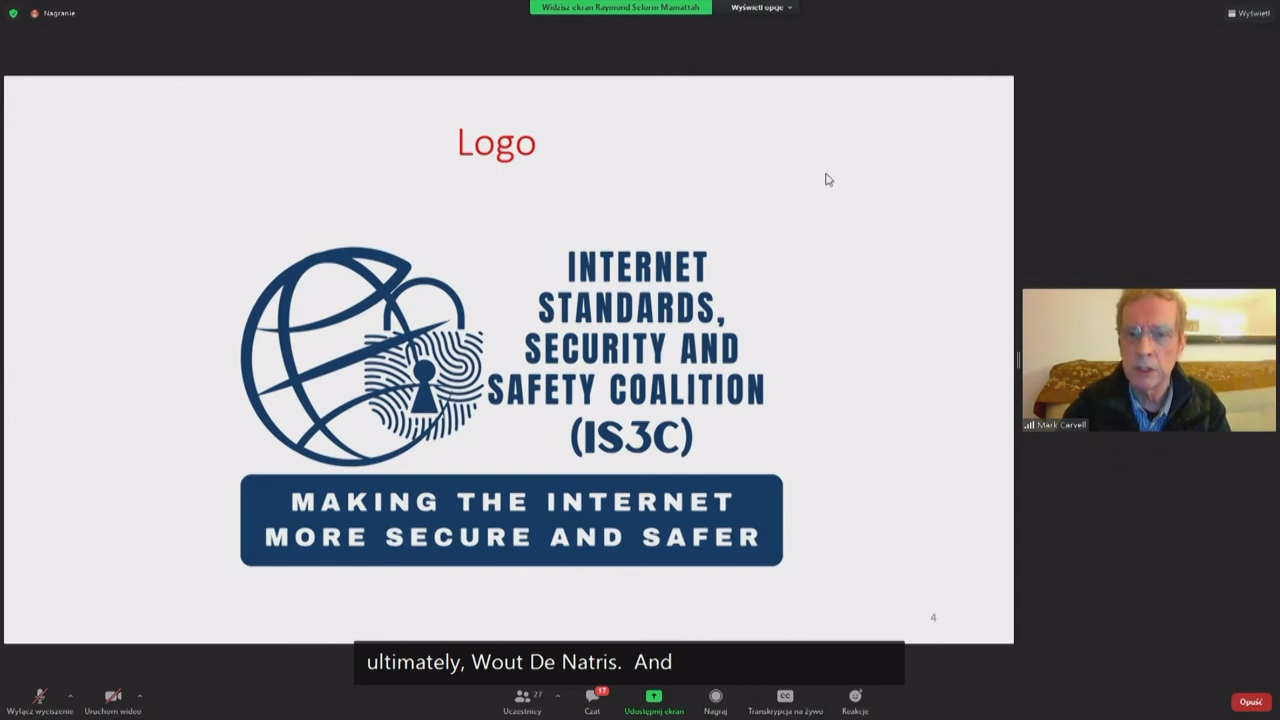 Nagranie
Widzisz ekran Raymond Selorm Mamattah
Wyświetl opcje
Wyświetl
Logo
INTERNET
STANDARDS,
SECURITY AND
SAFETY COALITION
(IS3C)
MAKING THE INTERNET
MORE SECURE AND SAFER
4
Mark Carvell
ultimately, Wout De Natris. And
Wyłącz wyciszenie
Uruchom wideo
27
Uczestnicy
17
Czat
Udostępnij ekran
Nagraj
CC
Transkrypcja na żywo
Reakcje
Opuść